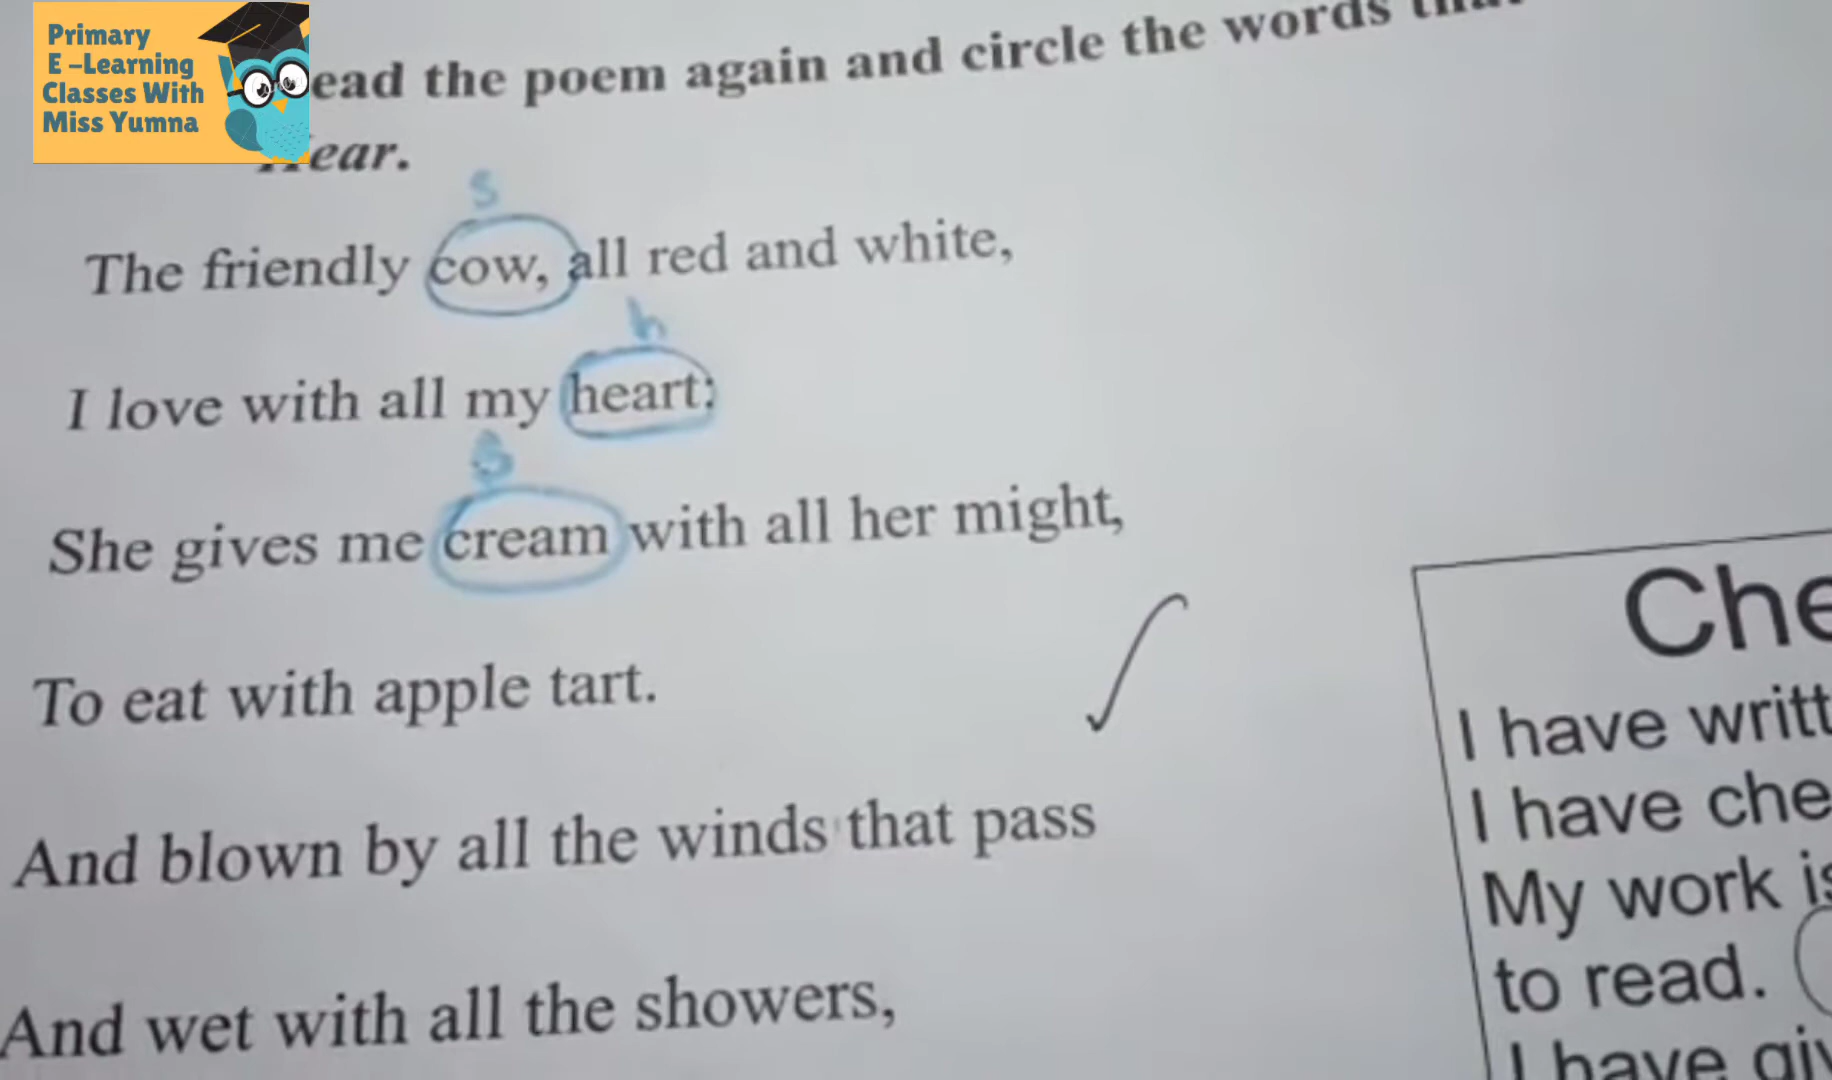 Primary
E -Learning
Classes With
Miss Yumna
ead the poem again and circle the words
ear.
s
The friendly cow, all red and white,
h
I love with all my heart:
She gives me cream with all her might,
To eat with apple tart.
And blown by all the winds that pass
And wet with all the showers,
Che
I have writt
I have che
My work is
to read.
I have giv